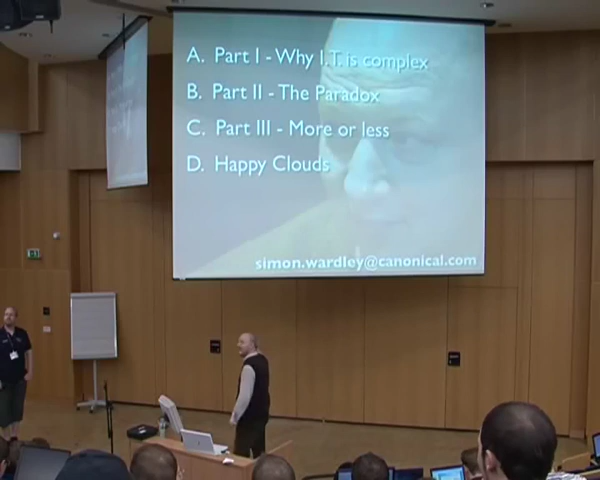 A. Part I - Why I.T. is complex
B. Part II - The Paradox
C. Part III - More or less
D. Happy Clouds
simon.wardley@canonical.com